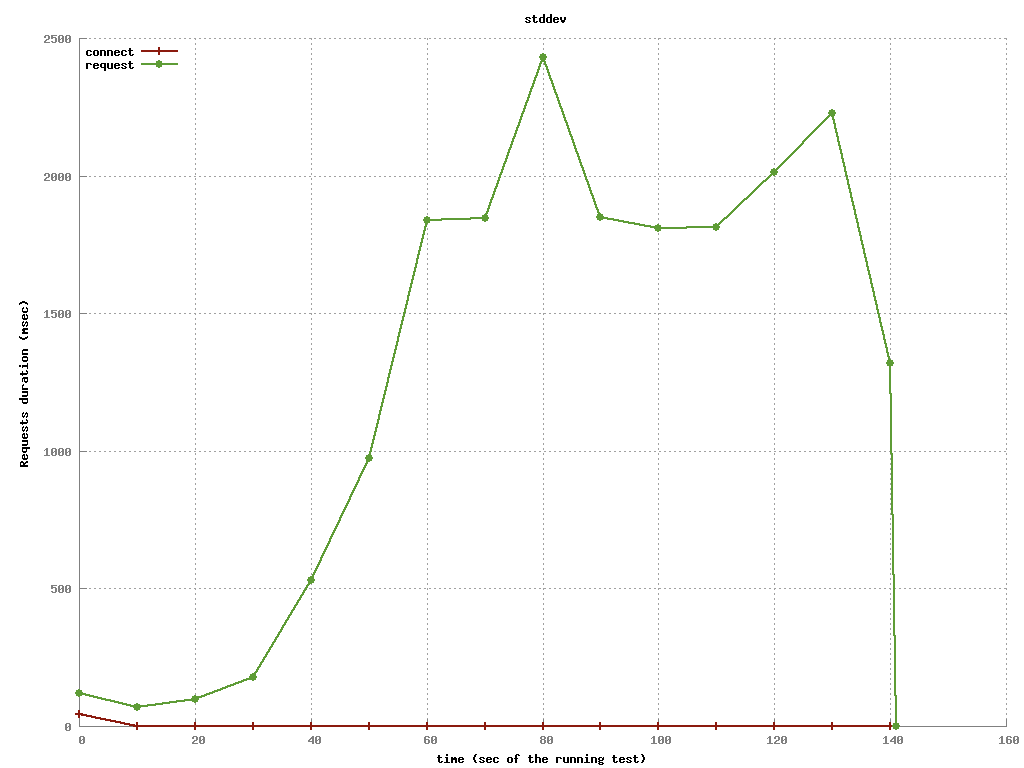 stddev
connect
request
2500
2000
1500
1000
500
0
Requests duration (msec)
0 20 40 60 80 100 120 140 160
time (sec of the running test)